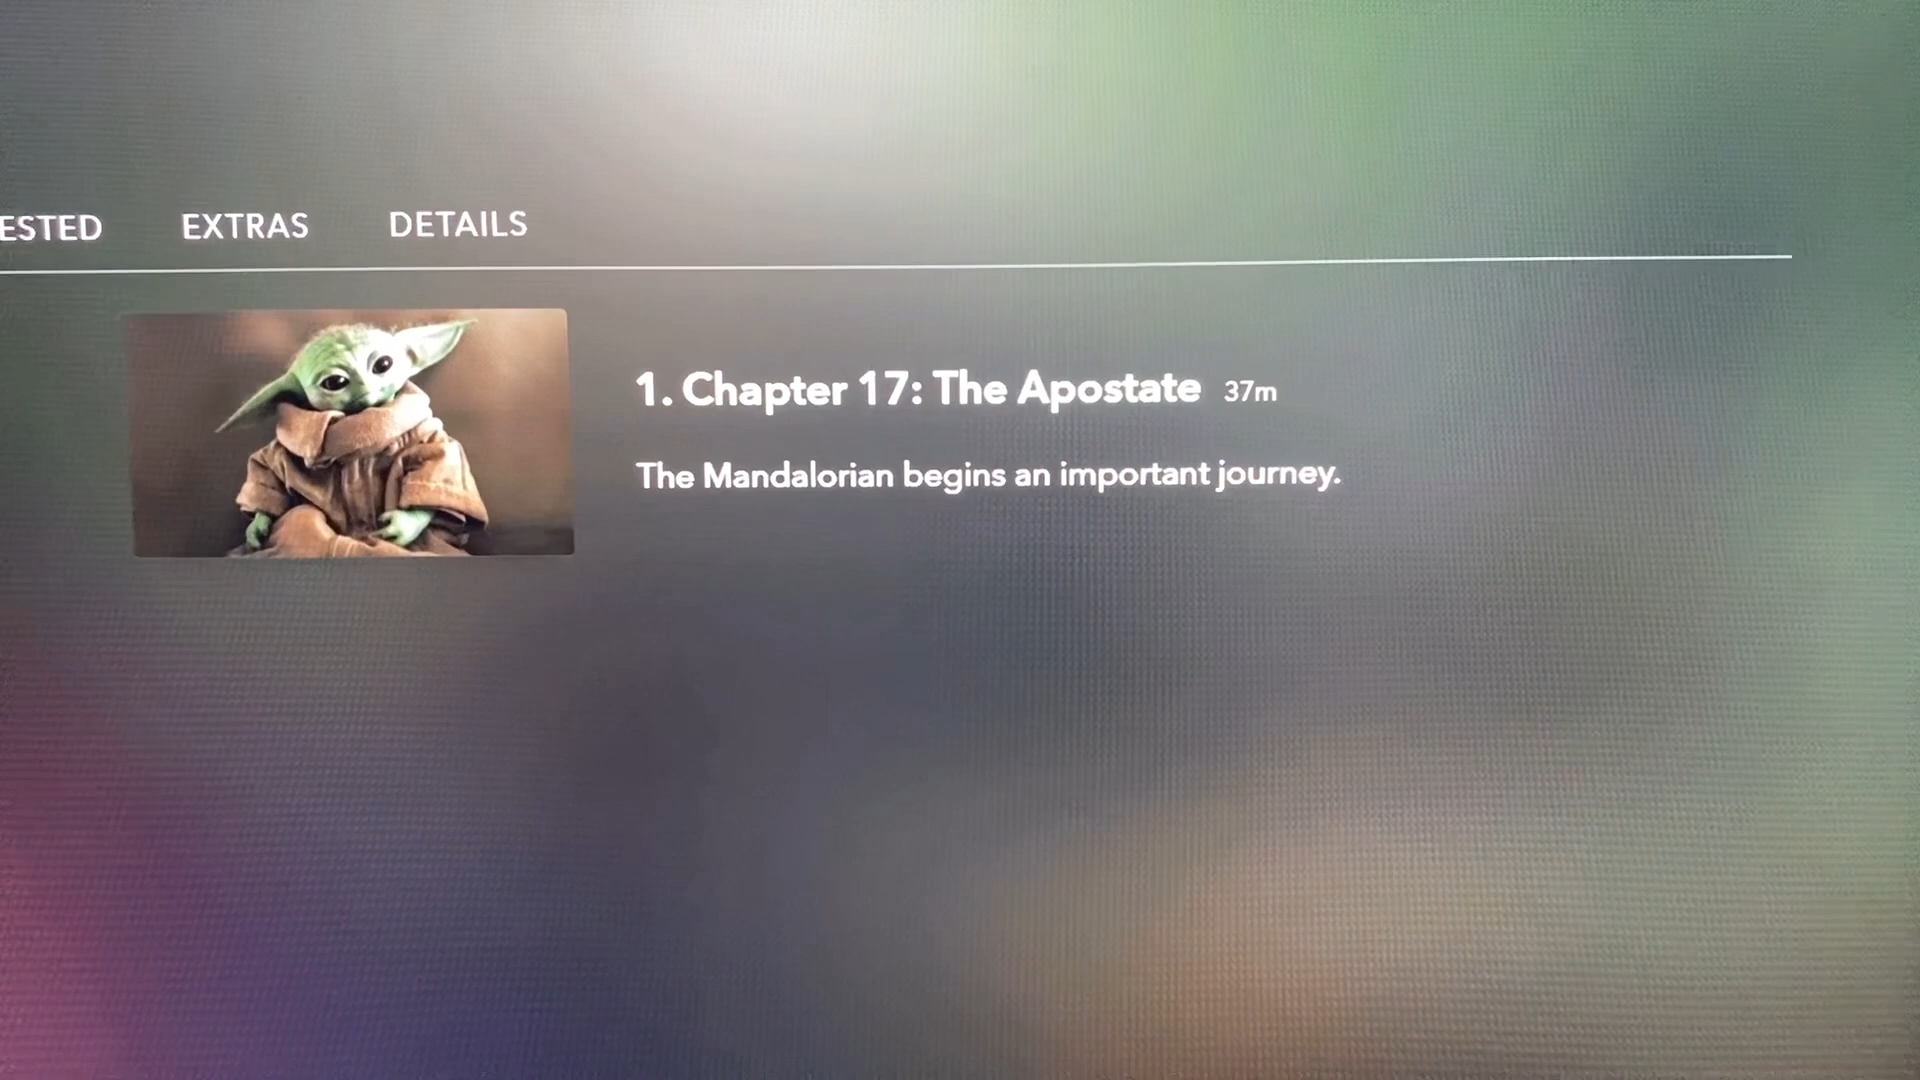 ESTED EXTRAS DETAILS
1. Chapter 17: The Apostate 37m
The Mandalorian begins an important journey.